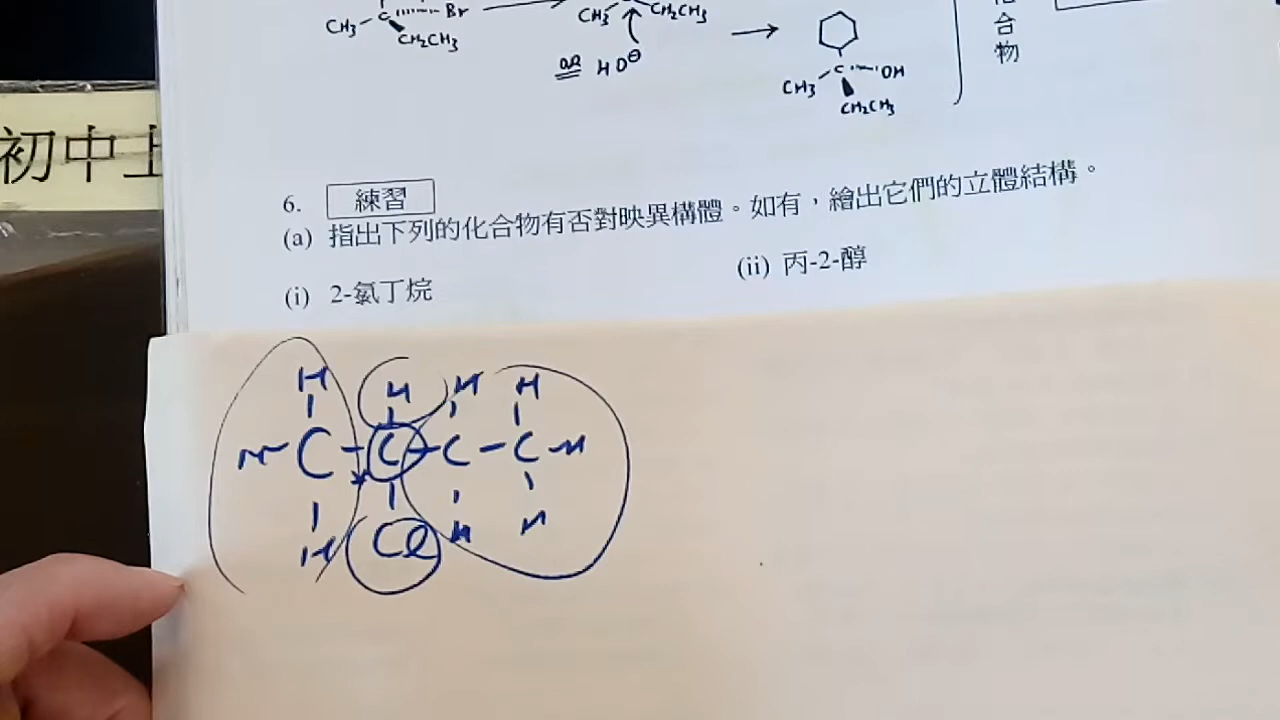 CH₃ C Br
CH₂CH₃
CH₃ CH₂CH₃
aq HO⊖
CH₃ C OH
CH₂CH₃
合
物
初中上
6. 練習
(a) 指出下列的化合物有否對映異構體。如有，繪出它們的立體結構。
(i) 2-氯丁烷
(ii) 丙-2-醇
H H H H
H C C C C H
H Cl H H